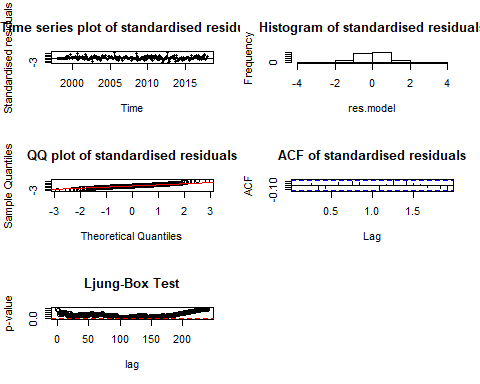 Time series plot of standardised resid
Standardised residuals
-3
2000 2005 2010 2015
Time
Histogram of standardised residuals
Frequency
0
-4 -2 0 2 4
res.model
QQ plot of standardised residuals
Sample Quantiles
-3
-3 -2 -1 0 1 2 3
Theoretical Quantiles
ACF of standardised residuals
ACF
-0.10
0.5 1.0 1.5
Lag
Ljung-Box Test
p-value
0.0
0 50 100 150 200
lag